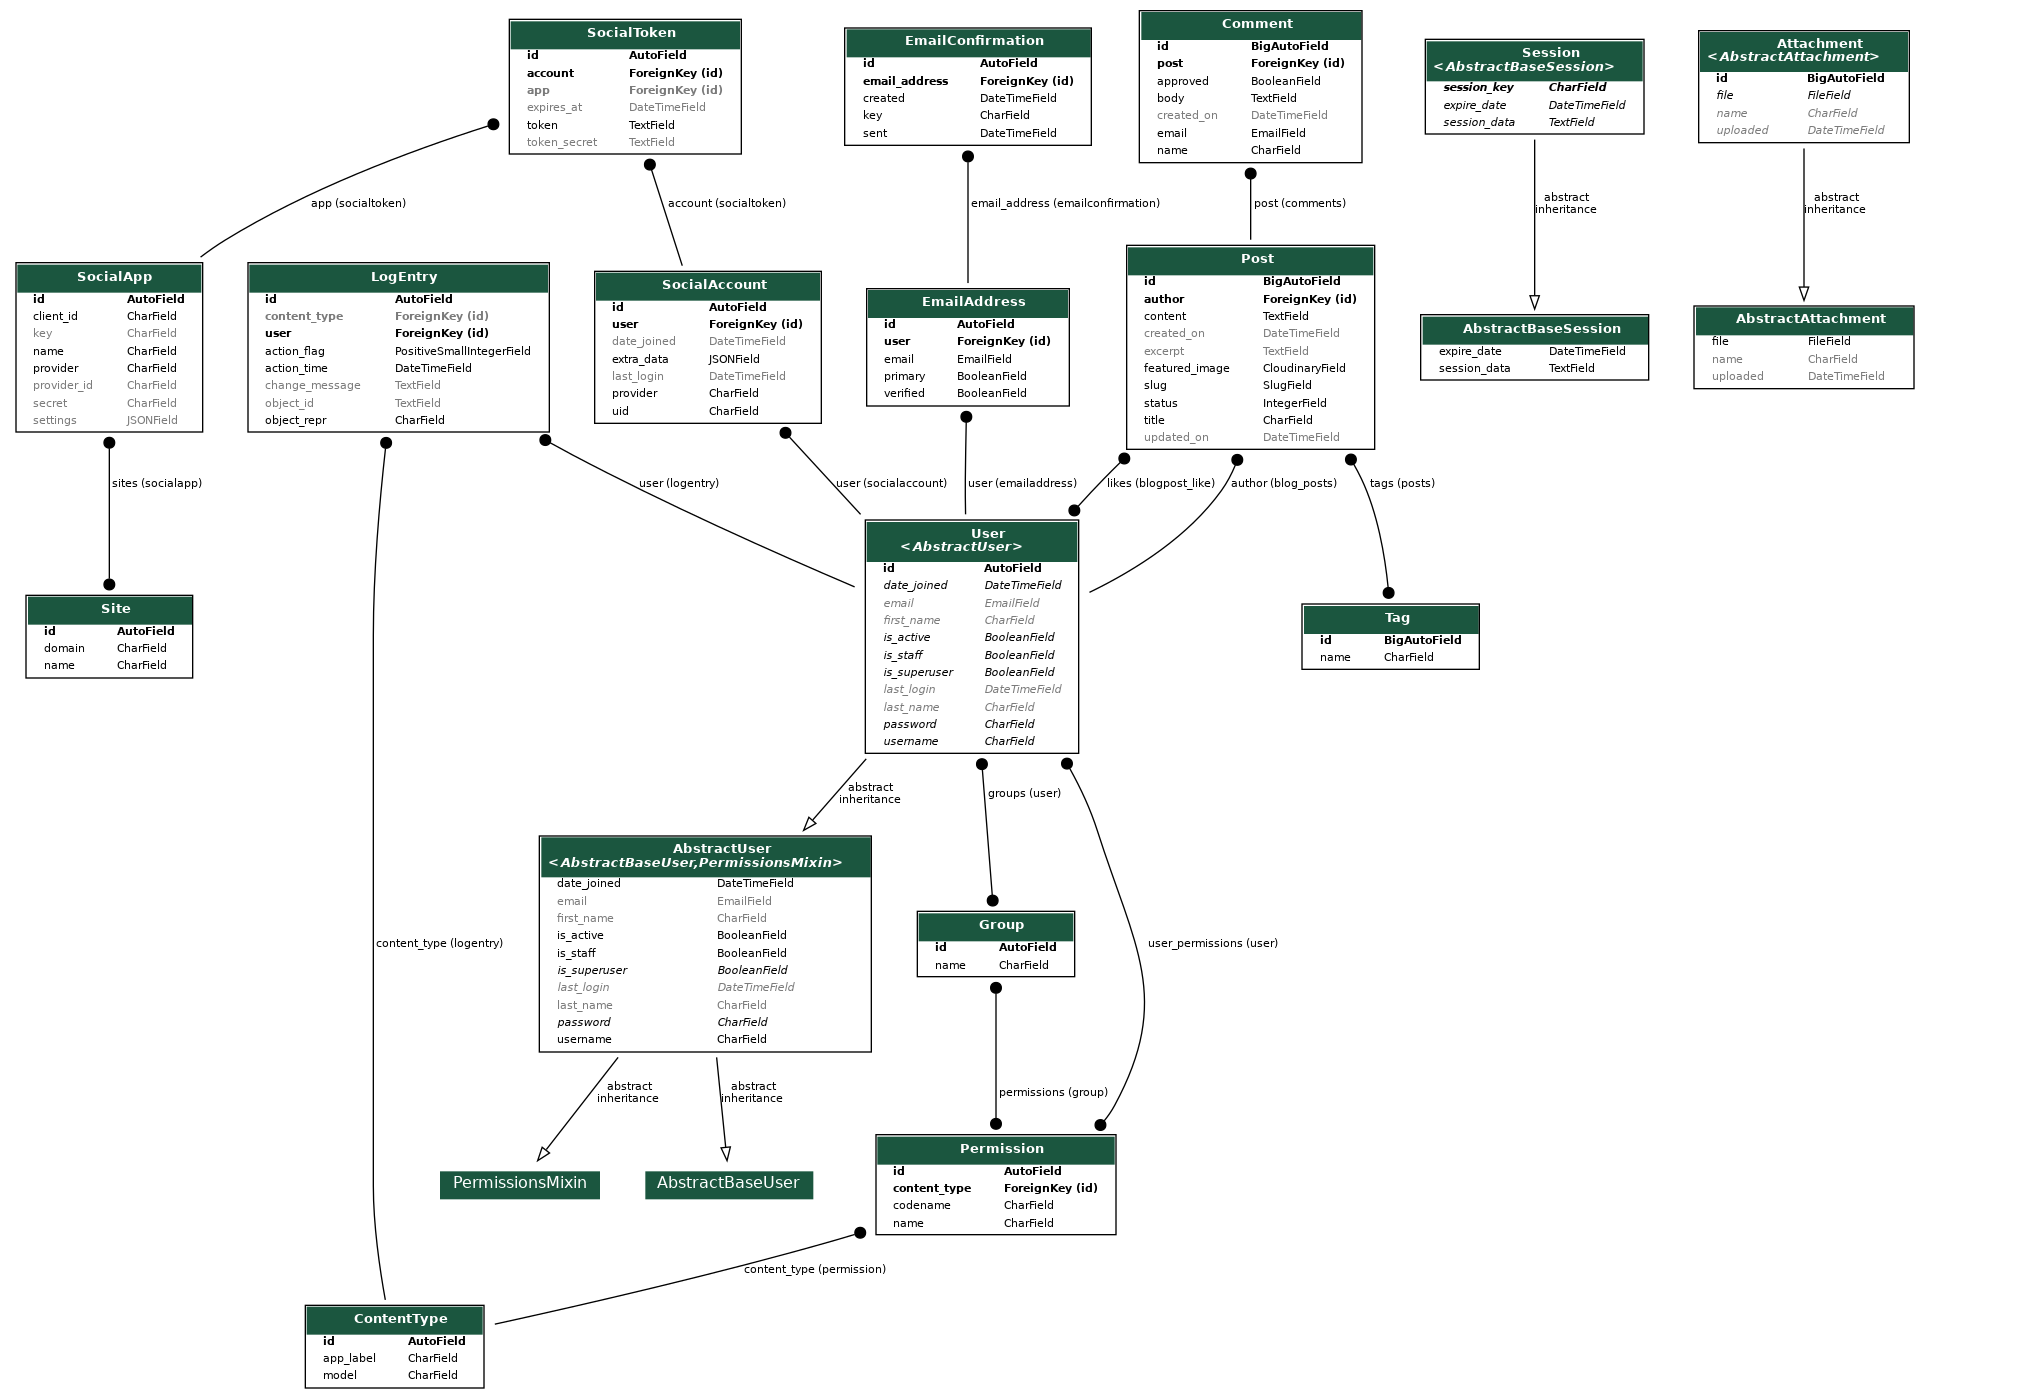 SocialToken
id AutoField
account ForeignKey (id)
app ForeignKey (id)
expires_at DateTimeField
token TextField
token_secret TextField
EmailConfirmation
id AutoField
email_address ForeignKey (id)
created DateTimeField
key CharField
sent DateTimeField
Comment
id BigAutoField
post ForeignKey (id)
approved BooleanField
body TextField
created_on DateTimeField
email EmailField
name CharField
Session
<AbstractBaseSession>
session_key CharField
expire_date DateTimeField
session_data TextField
Attachment
<AbstractAttachment>
id BigAutoField
file FileField
name CharField
uploaded DateTimeField
app (socialtoken)
account (socialtoken)
email_address (emailconfirmation)
post (comments)
abstract
inheritance
abstract
inheritance
SocialApp
id AutoField
client_id CharField
key CharField
name CharField
provider CharField
provider_id CharField
secret CharField
settings JSONField
LogEntry
id AutoField
content_type ForeignKey (id)
user ForeignKey (id)
action_flag PositiveSmallIntegerField
action_time DateTimeField
change_message TextField
object_id TextField
object_repr CharField
SocialAccount
id AutoField
user ForeignKey (id)
date_joined DateTimeField
extra_data JSONField
last_login DateTimeField
provider CharField
uid CharField
EmailAddress
id AutoField
user ForeignKey (id)
email EmailField
primary BooleanField
verified BooleanField
Post
id BigAutoField
author ForeignKey (id)
content TextField
created_on DateTimeField
excerpt TextField
featured_image CloudinaryField
slug SlugField
status IntegerField
title CharField
updated_on DateTimeField
AbstractBaseSession
expire_date DateTimeField
session_data TextField
AbstractAttachment
file FileField
name CharField
uploaded DateTimeField
sites (socialapp)
user (logentry)
user (socialaccount)
user (emailaddress)
likes (blogpost_like)
author (blog_posts)
tags (posts)
Site
id AutoField
domain CharField
name CharField
User
<AbstractUser>
id AutoField
date_joined DateTimeField
email EmailField
first_name CharField
is_active BooleanField
is_staff BooleanField
is_superuser BooleanField
last_login DateTimeField
last_name CharField
password CharField
username CharField
Tag
id BigAutoField
name CharField
abstract
inheritance
groups (user)
AbstractUser
<AbstractBaseUser,PermissionsMixin>
date_joined DateTimeField
email EmailField
first_name CharField
is_active BooleanField
is_staff BooleanField
is_superuser BooleanField
last_login DateTimeField
last_name CharField
password CharField
username CharField
Group
id AutoField
name CharField
content_type (logentry)
user_permissions (user)
abstract
inheritance
abstract
inheritance
permissions (group)
PermissionsMixin
AbstractBaseUser
Permission
id AutoField
content_type ForeignKey (id)
codename CharField
name CharField
content_type (permission)
ContentType
id AutoField
app_label CharField
model CharField